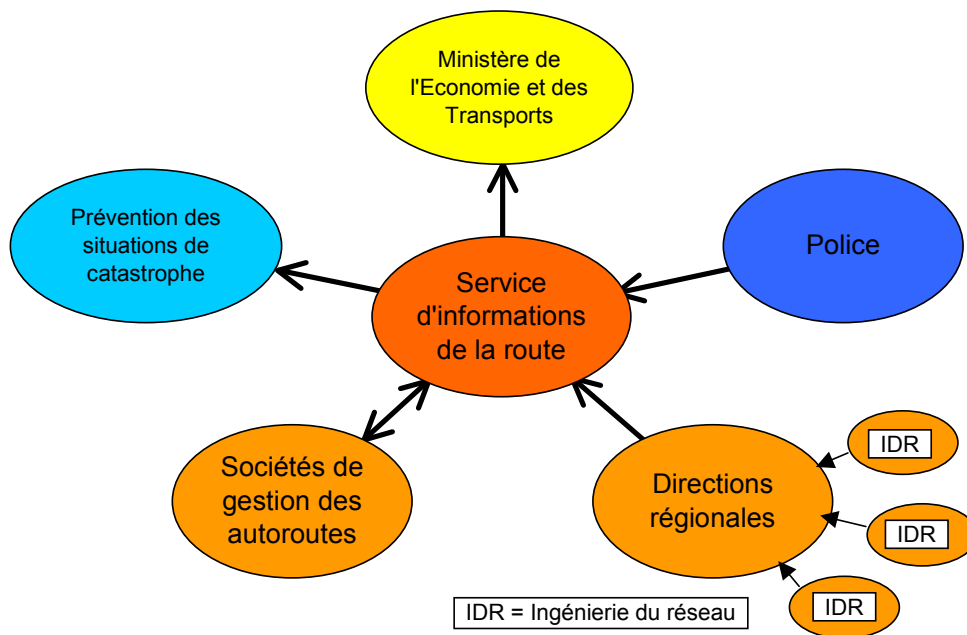 Ministère de
l'Economie et des
Transports
Prévention des
situations de
catastrophe
Police
Service
d'informations
de la route
Sociétés de
gestion des
autoroutes
Directions
régionales
IDR
IDR
IDR
IDR = Ingénierie du réseau